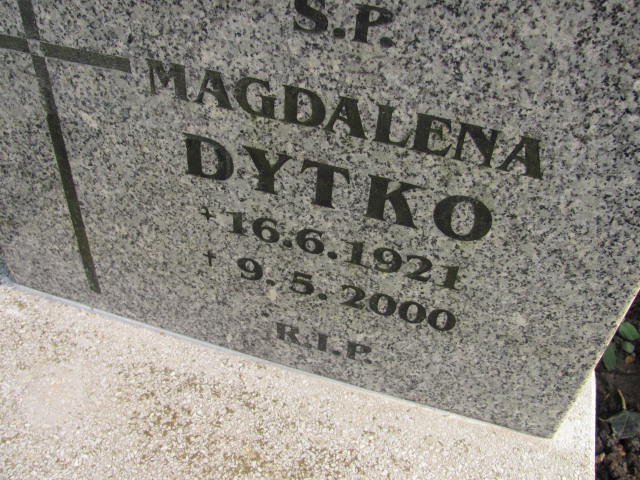 S.P.
MAGDALENA
DYTKO
* 16.6.1921
† 9.5.2000
R.I.P.